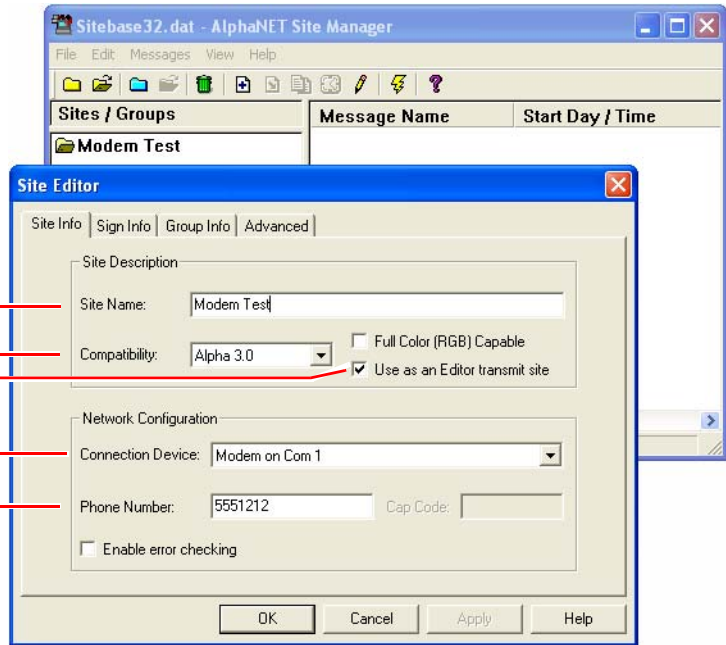 Sitebase32.dat - AlphaNET Site Manager
File Edit Messages View Help
Sites / Groups Message Name Start Day / Time
Modem Test
Site Editor
Site Info Sign Info Group Info Advanced
Site Description
Site Name: Modem Test
Compatibility: Alpha 3.0 Full Color (RGB) Capable
Use as an Editor transmit site
Network Configuration
Connection Device: Modem on Com 1
Phone Number: 5551212 Cap Code:
Enable error checking
OK Cancel Apply Help